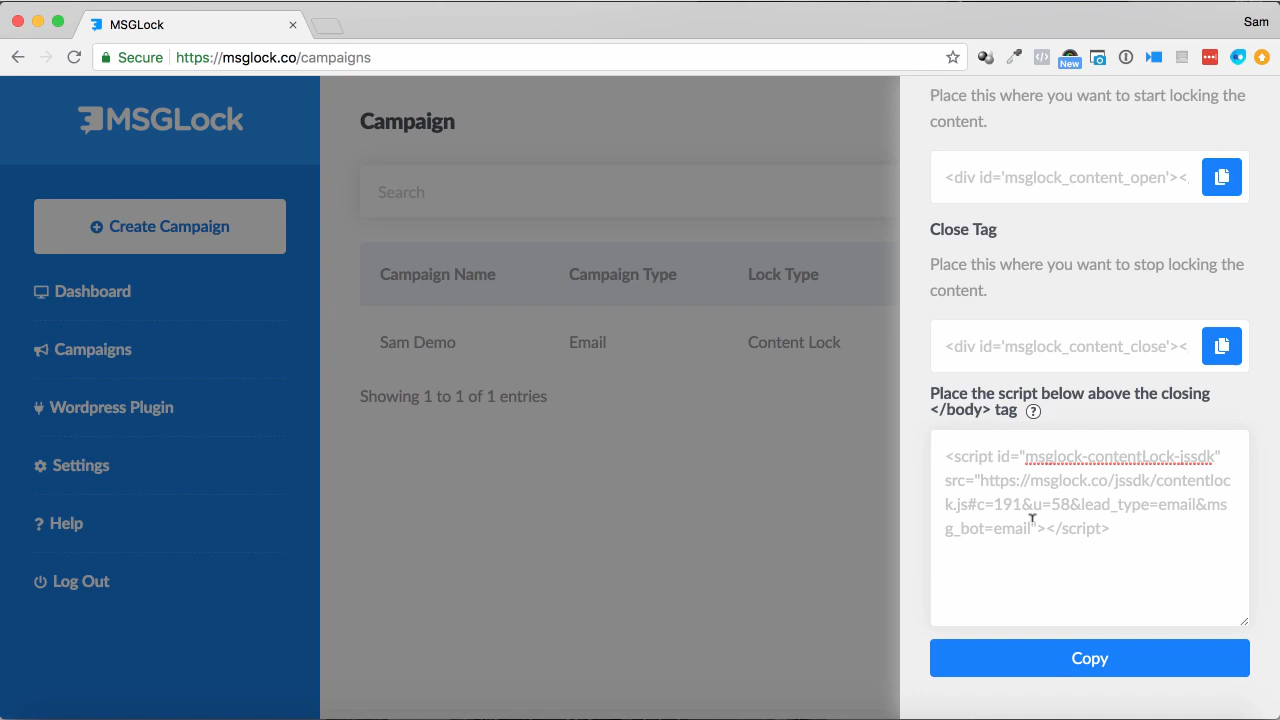 MSGLock
Sam
Secure
https://msglock.co/campaigns
New
MSGLock
Create Campaign
Dashboard
Campaigns
Wordpress Plugin
Settings
Help
Log Out
Campaign
Search
Campaign Name Campaign Type Lock Type
Sam Demo Email Content Lock
Showing 1 to 1 of 1 entries
Place this where you want to start locking the
content.
<div id='msglock_content_open'><
Close Tag
Place this where you want to stop locking the
content.
<div id='msglock_content_close'><
Place the script below above the closing
</body> tag ?
<script id="msglock-contentLock-jssdk"
src="https://msglock.co/jssdk/contentloc
k.js#c=191&u=58&lead_type=email&ms
g_bot=email"></script>
Copy